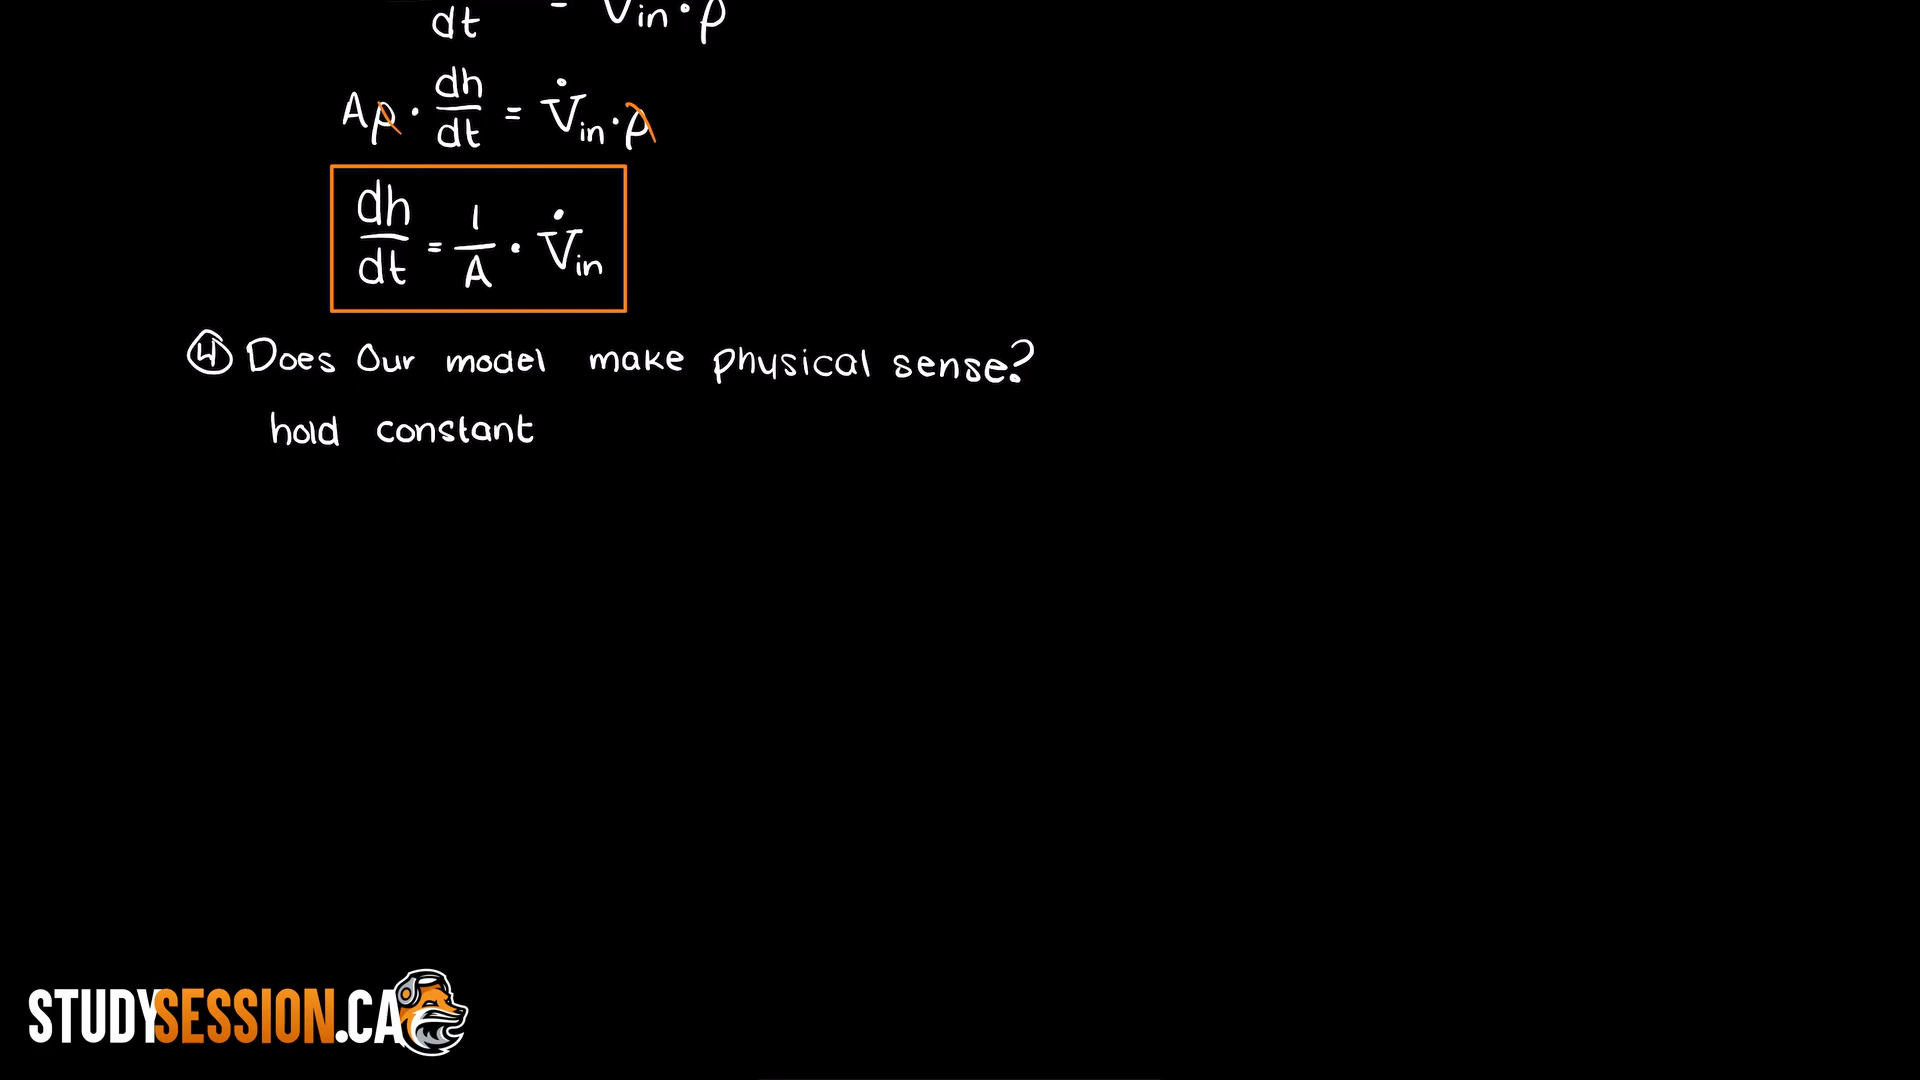 dt = V̇in · ρ
Aρ · dh/dt = V̇in · ρ
dh/dt = 1/A · V̇in
④ Does Our model make physical sense?
hold constant
STUDYSESSION.CA